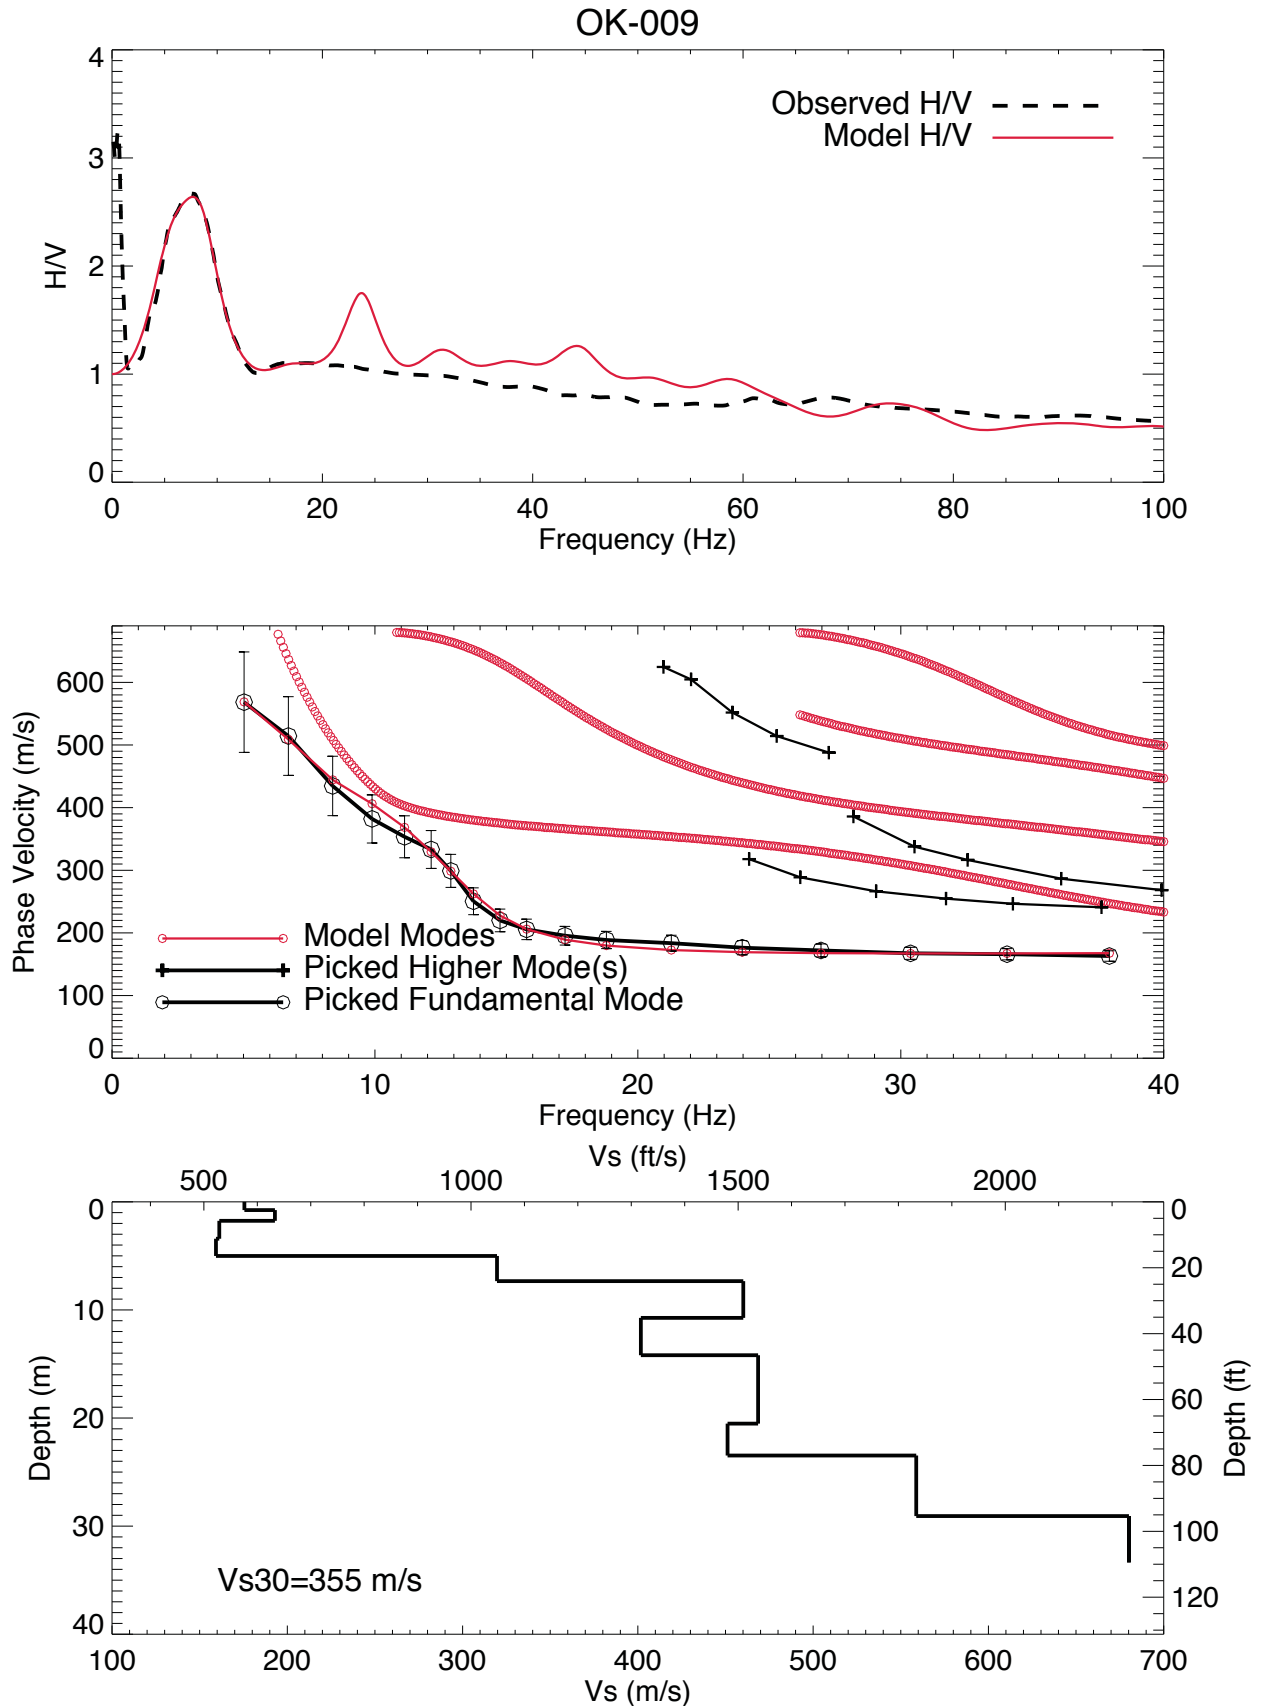 OK-009
4
3
2
1
0
H/V
Observed H/V
Model H/V
0 20 40 60 80 100
Frequency (Hz)
600
500
400
300
200
100
0
Phase Velocity (m/s)
Model Modes
Picked Higher Mode(s)
Picked Fundamental Mode
0 10 20 30 40
Frequency (Hz)
Vs (ft/s)
500 1000 1500 2000
0
10
20
30
40
Depth (m)
0
20
40
60
80
100
120
Depth (ft)
Vs30=355 m/s
100 200 300 400 500 600 700
Vs (m/s)